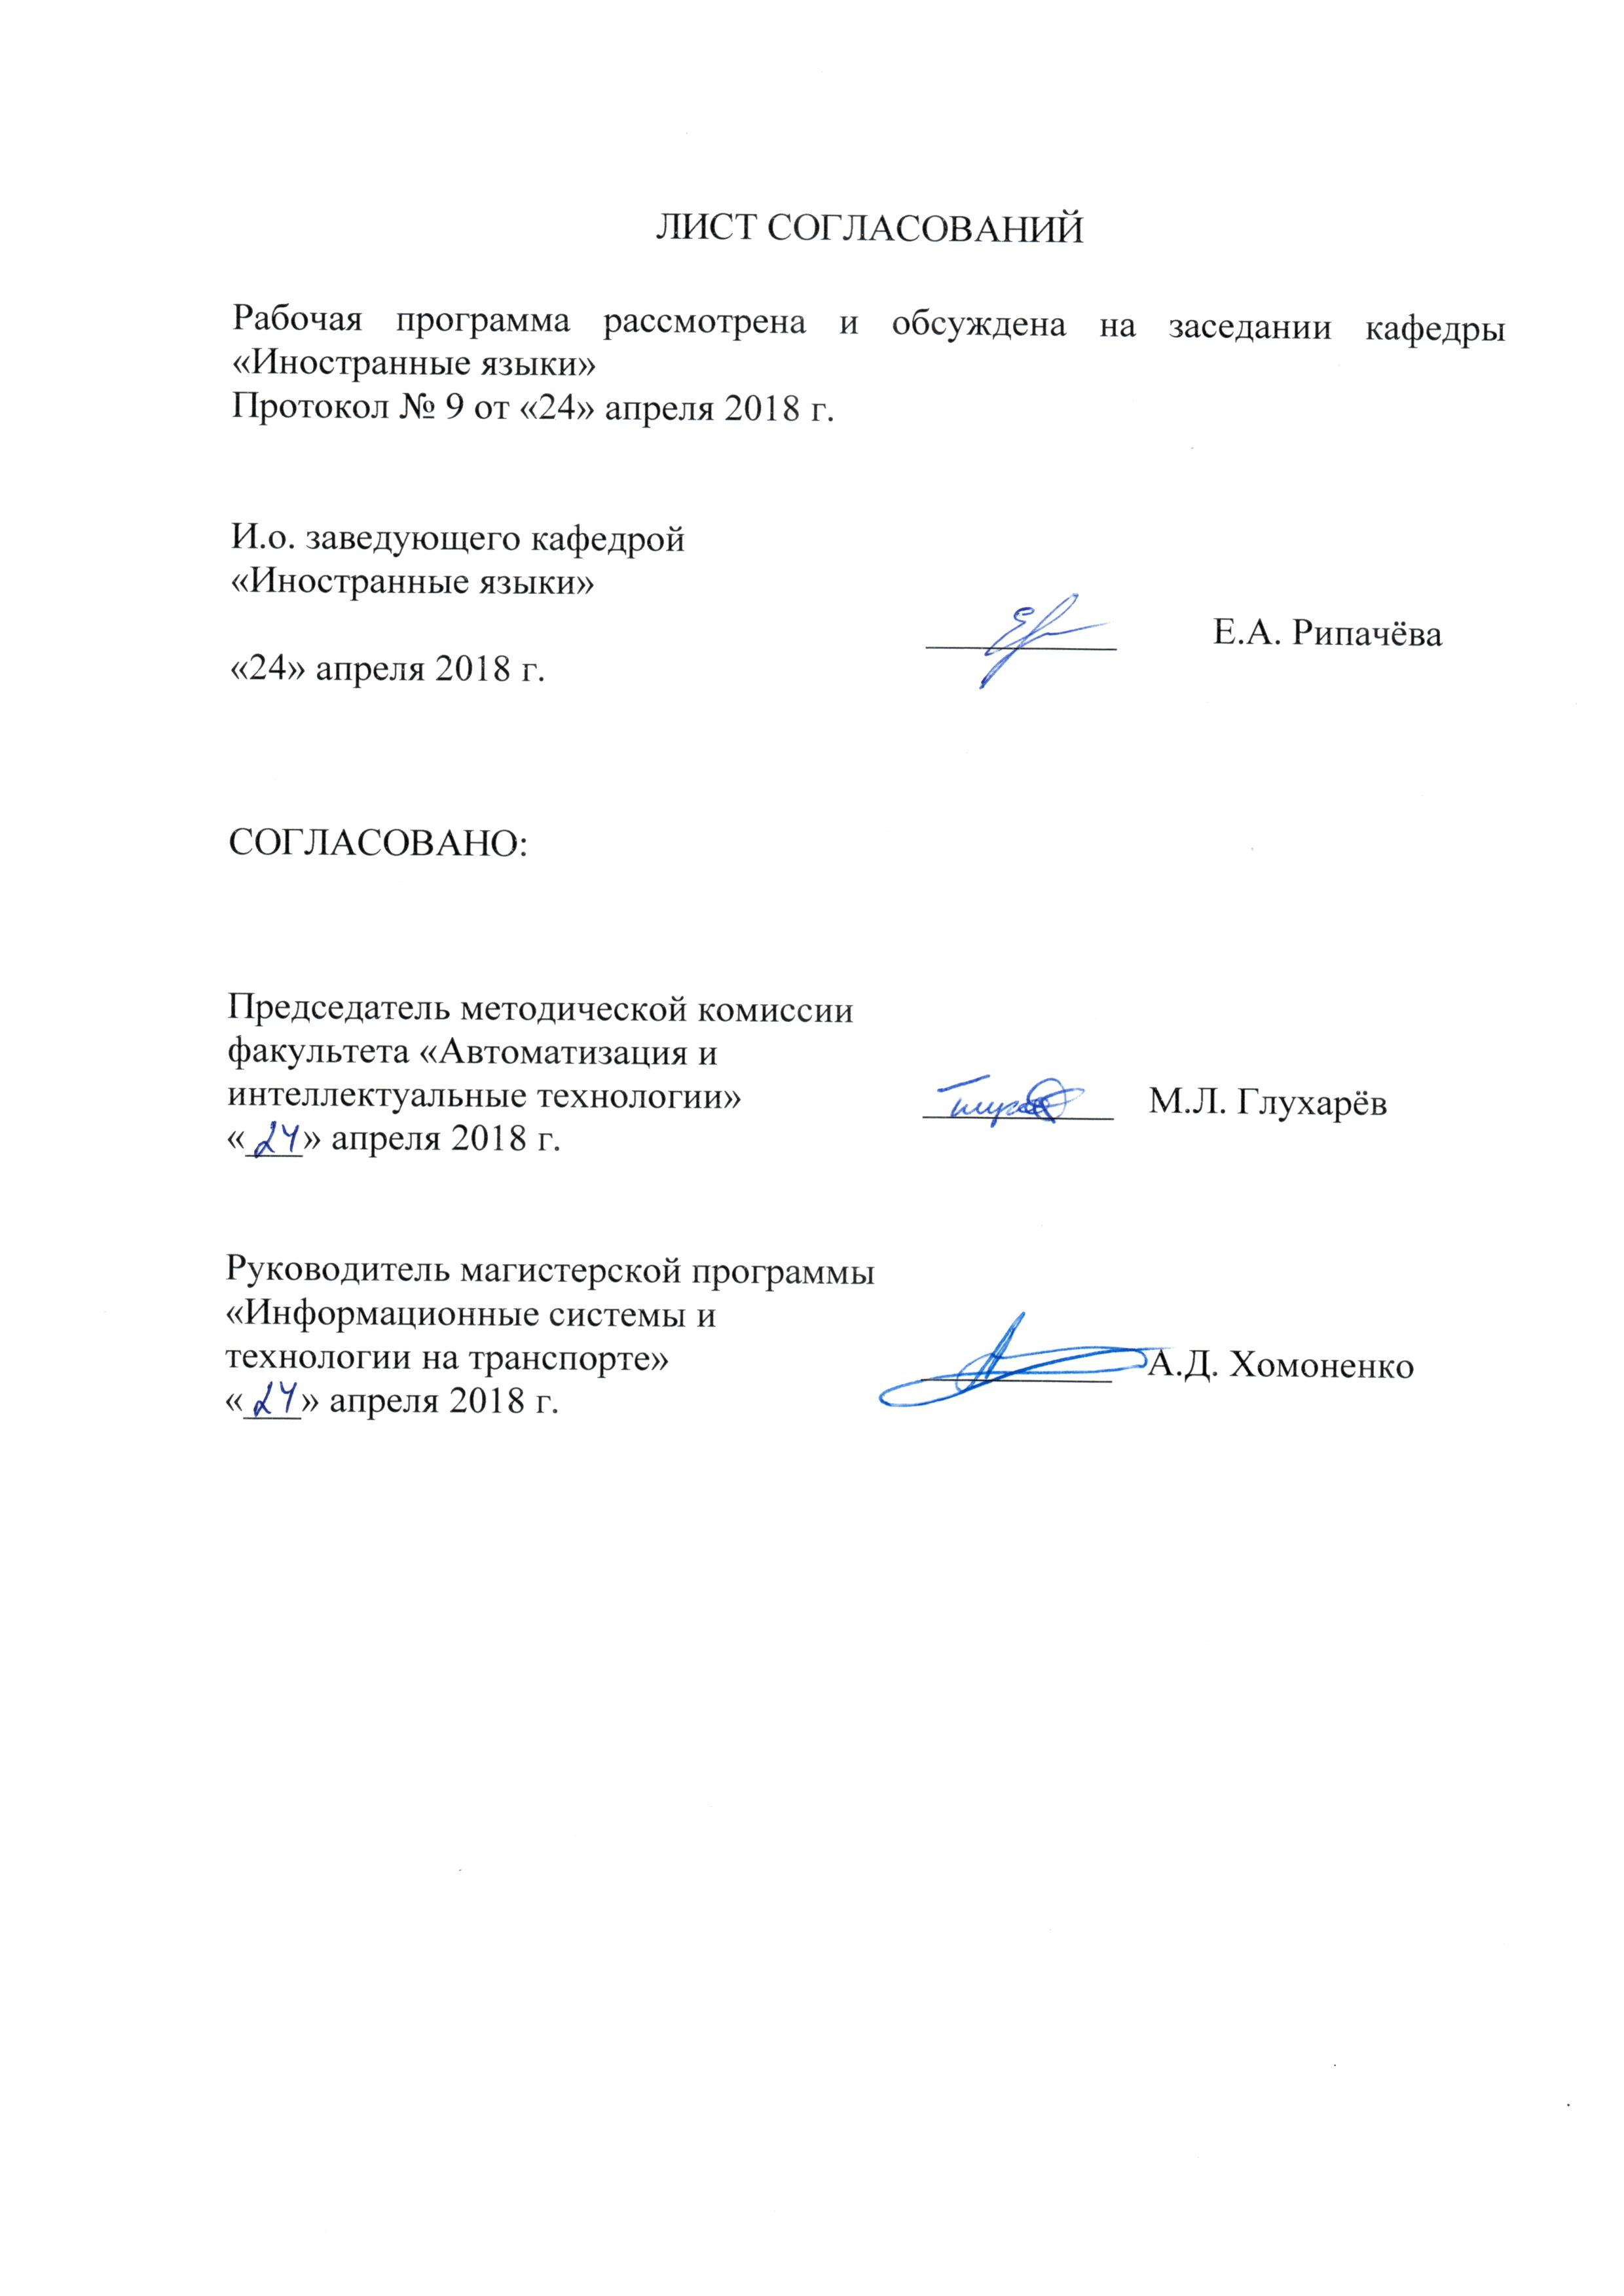 ЛИСТ СОГЛАСОВАНИЙ
Рабочая программа рассмотрена и обсуждена на заседании кафедры
«Иностранные языки»
Протокол № 9 от «24» апреля 2018 г.
И.о. заведующего кафедрой
«Иностранные языки»
Е.А. Рипачёва
«24» апреля 2018 г.
СОГЛАСОВАНО:
Председатель методической комиссии
факультета «Автоматизация и
интеллектуальные технологии» М.Л. Глухарёв
«24» апреля 2018 г.
Руководитель магистерской программы
«Информационные системы и
технологии на транспорте» А.Д. Хомоненко
«24» апреля 2018 г.